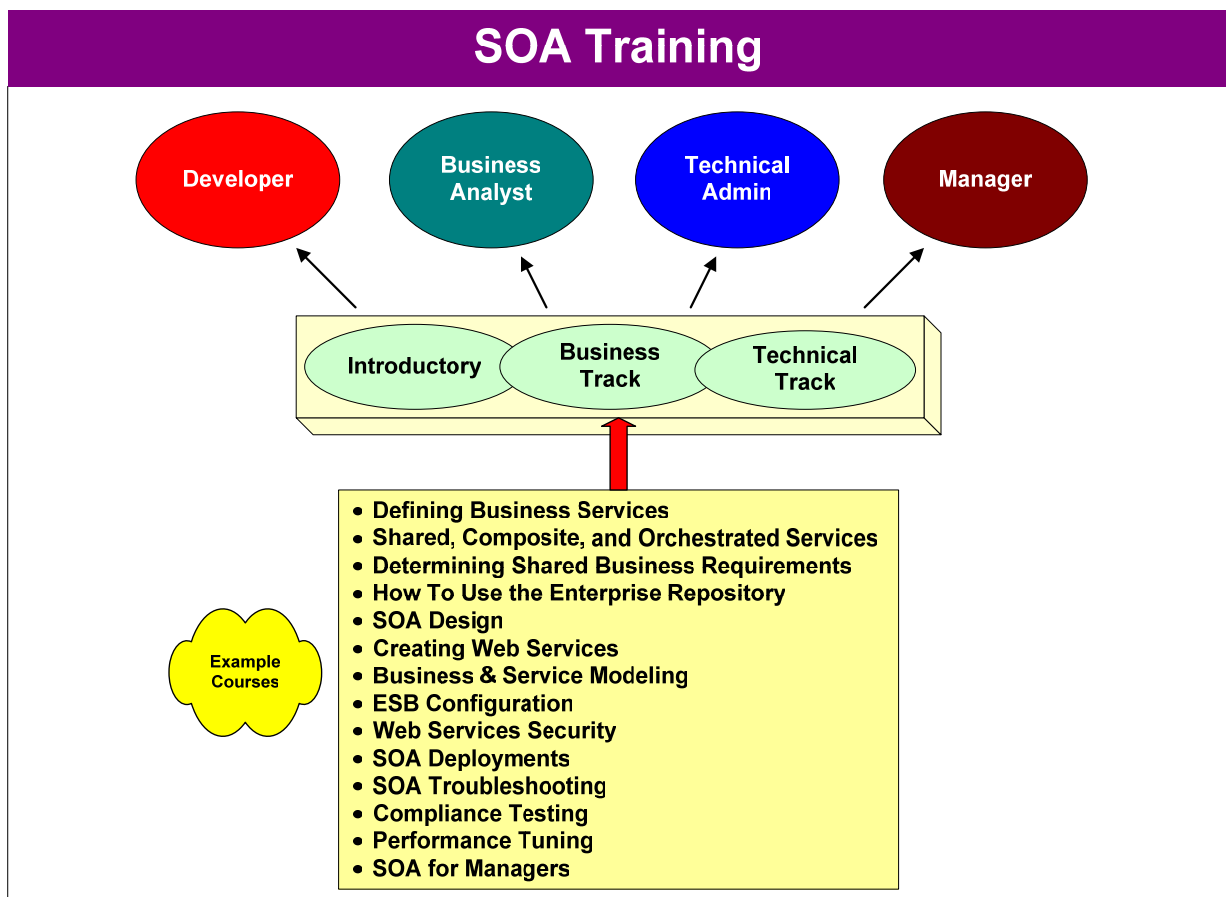 SOA Training
Developer
Business
Analyst
Technical
Admin
Manager
Introductory
Business
Track
Technical
Track
• Defining Business Services
• Shared, Composite, and Orchestrated Services
• Determining Shared Business Requirements
• How To Use the Enterprise Repository
• SOA Design
• Creating Web Services
• Business & Service Modeling
• ESB Configuration
• Web Services Security
• SOA Deployments
• SOA Troubleshooting
• Compliance Testing
• Performance Tuning
• SOA for Managers
Example
Courses